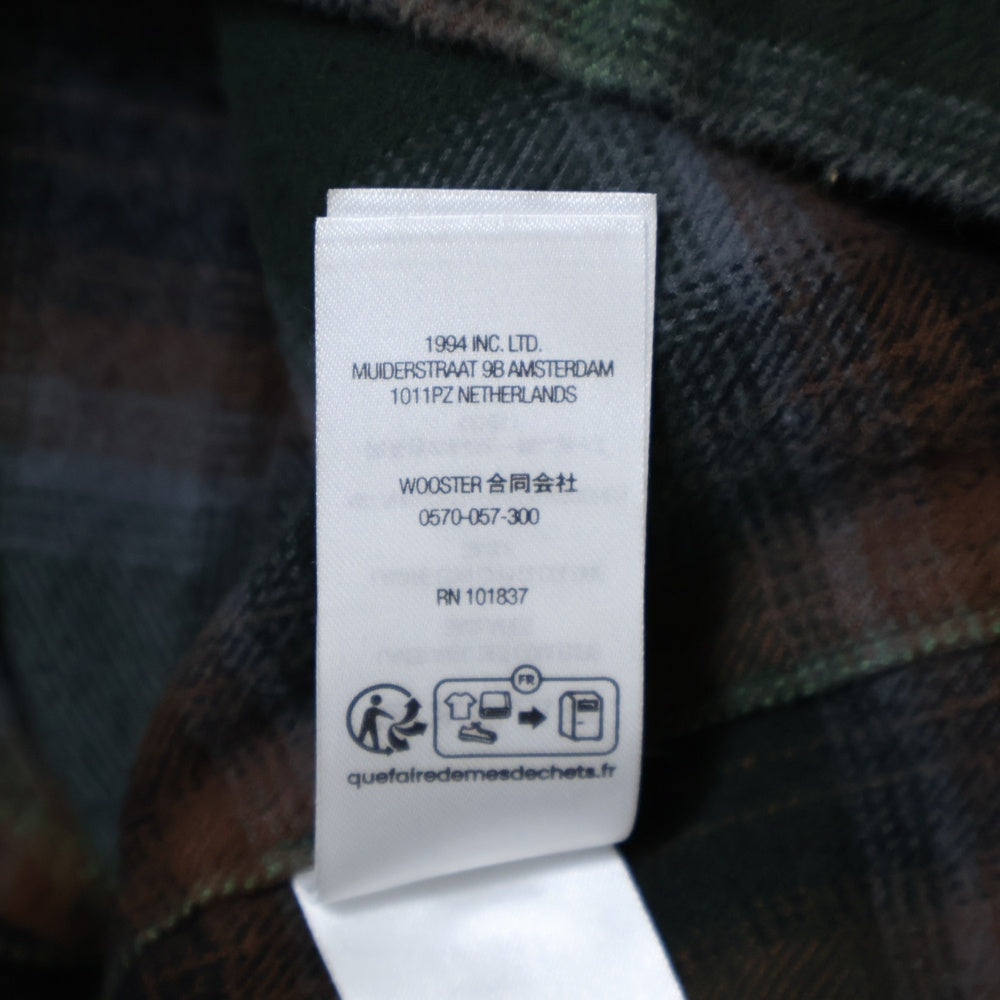 1994 INC. LTD.
MUIDERSTRAAT 9B AMSTERDAM
1011PZ NETHERLANDS
WOOSTER 合同会社
0570-057-300
RN 101837
FR
quefairedemesdechets.fr